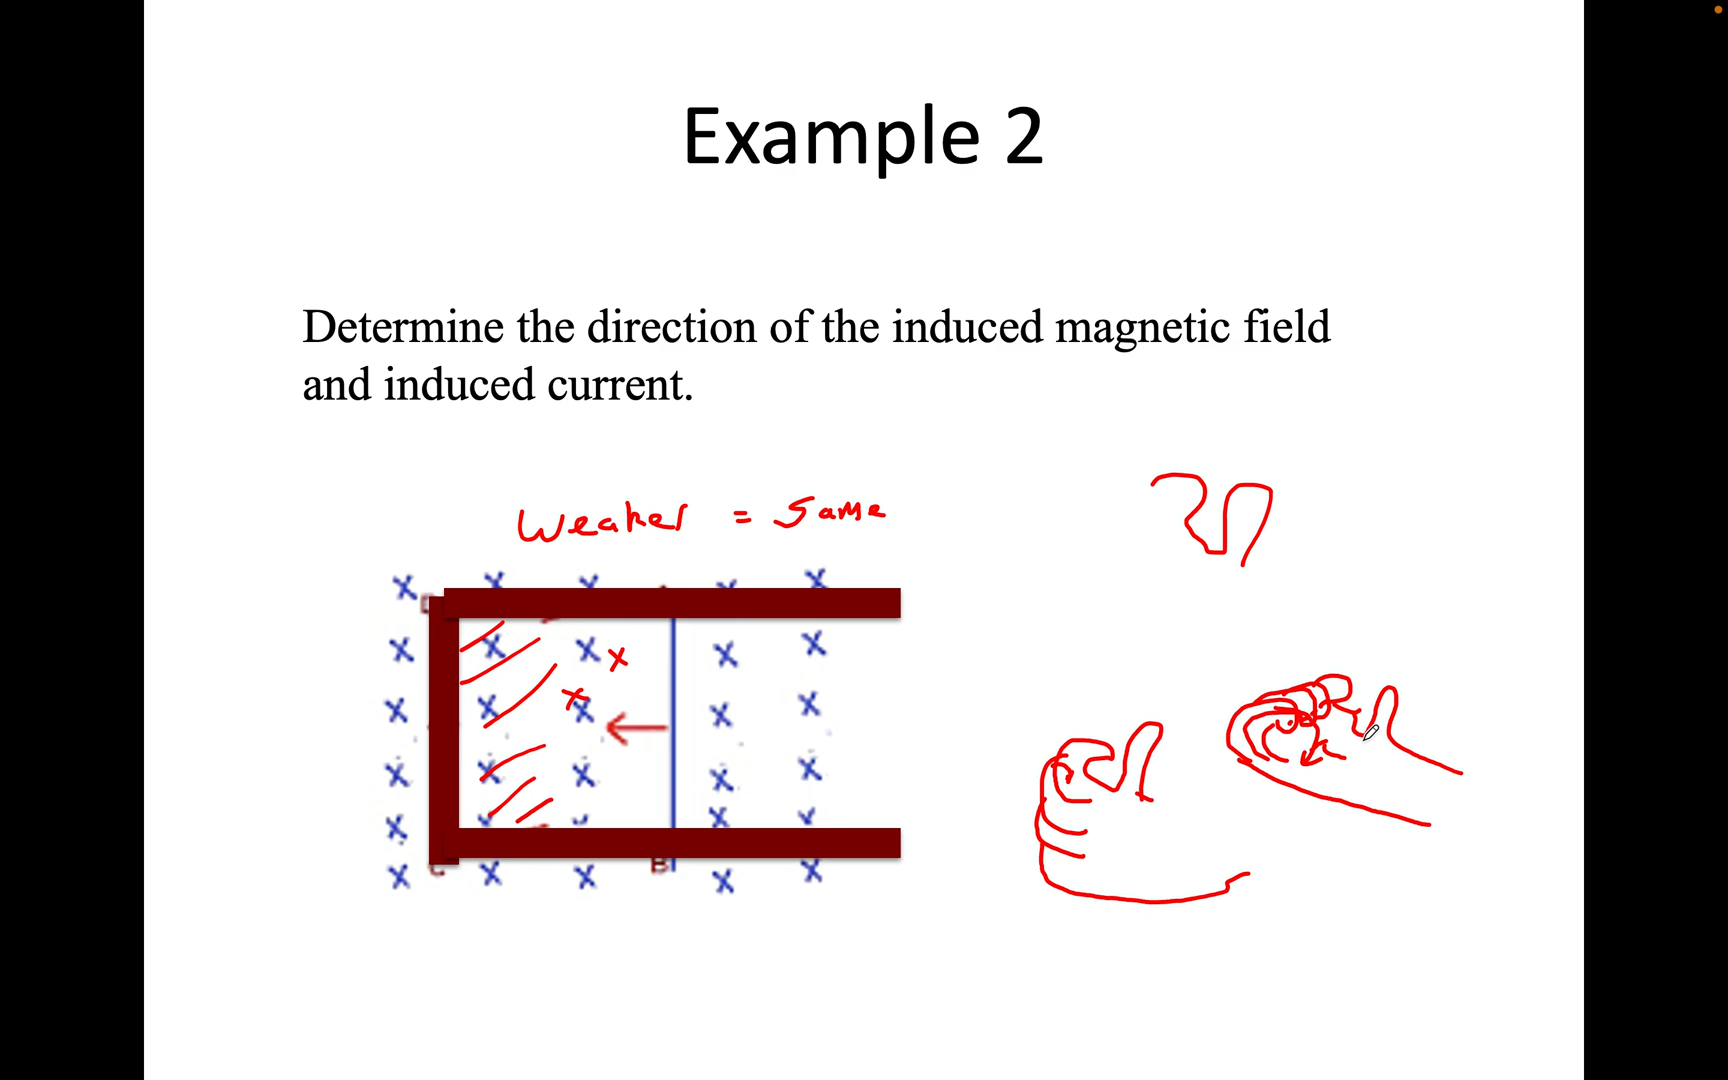 Example 2
Determine the direction of the induced magnetic field
and induced current.
Weaker = Same
X X X X X
X X X X X X
X X X X X X
X X X X X
X X X X X
X X X B X X